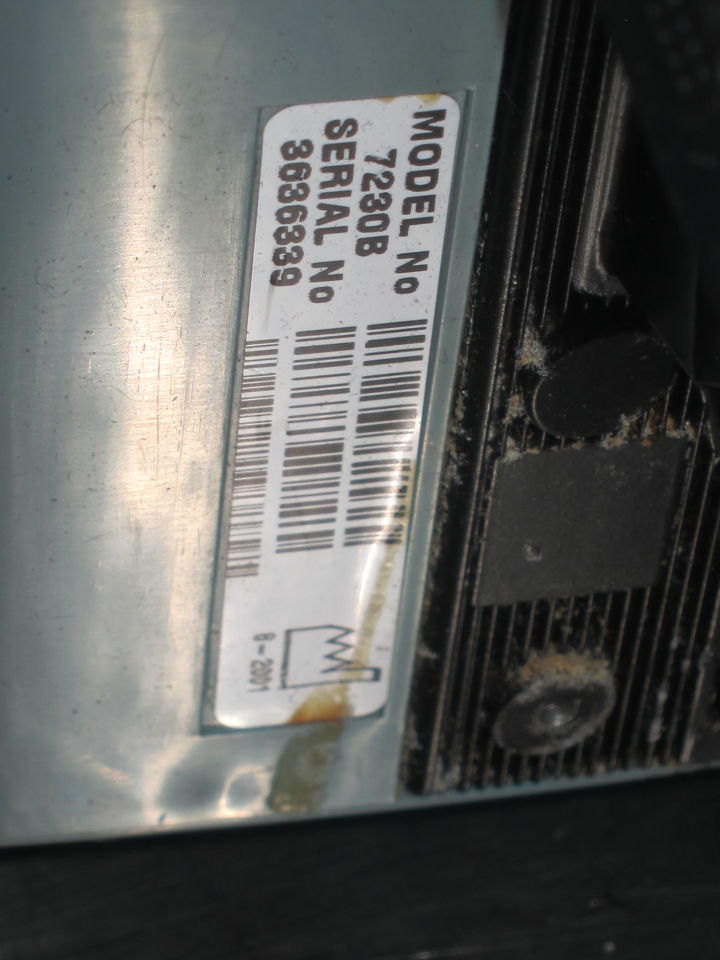 MODEL No
7230B
SERIAL No
3636339
8-2001